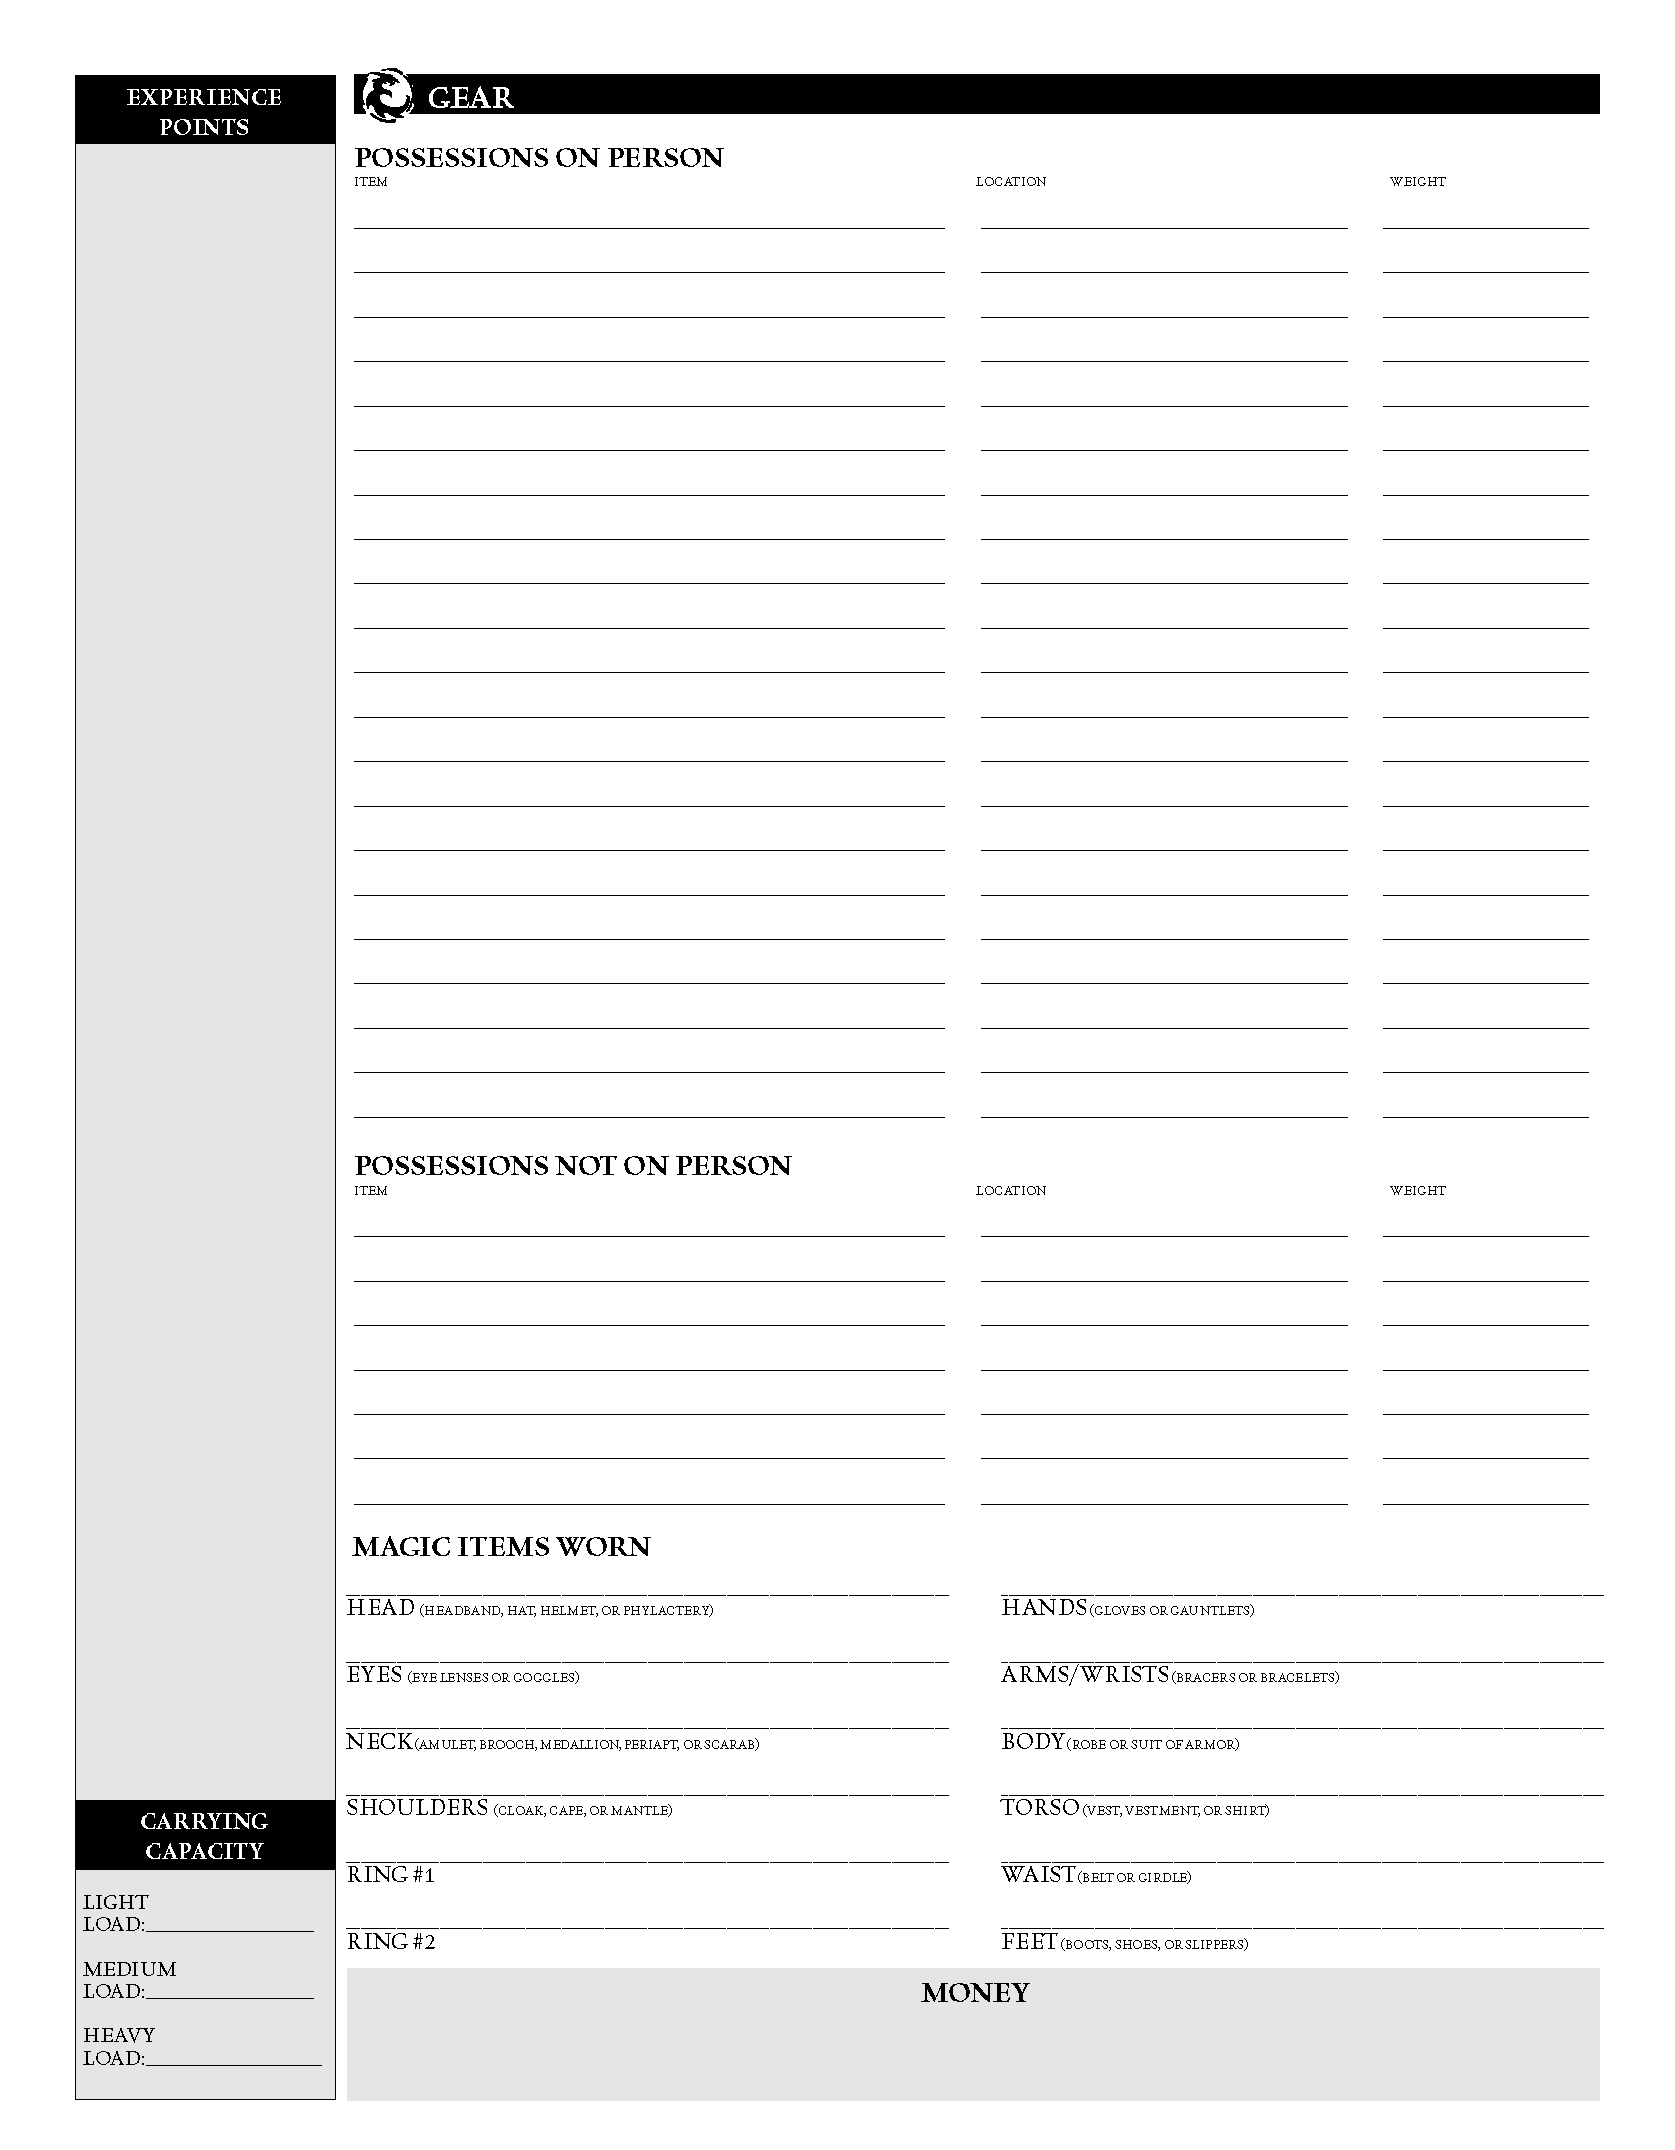 EXPERIENCE
POINTS
GEAR
POSSESSIONS ON PERSON
ITEM LOCATION WEIGHT
POSSESSIONS NOT ON PERSON
ITEM LOCATION WEIGHT
MAGIC ITEMS WORN
HEAD (HEADBAND, HAT, HELMET, OR PHYLACTERY)
HANDS (GLOVES OR GAUNTLETS)
EYES (EYE LENSES OR GOGGLES)
ARMS/WRISTS (BRACERS OR BRACELETS)
NECK (AMULET, BROOCH, MEDALLION, PERIAPT, OR SCARAB)
BODY (ROBE OR SUIT OF ARMOR)
SHOULDERS (CLOAK, CAPE, OR MANTLE)
TORSO (VEST, VESTMENT, OR SHIRT)
RING #1
WAIST (BELT OR GIRDLE)
RING #2
FEET (BOOTS, SHOES, OR SLIPPERS)
CARRYING
CAPACITY
LIGHT
LOAD:
MEDIUM
LOAD:
HEAVY
LOAD:
MONEY